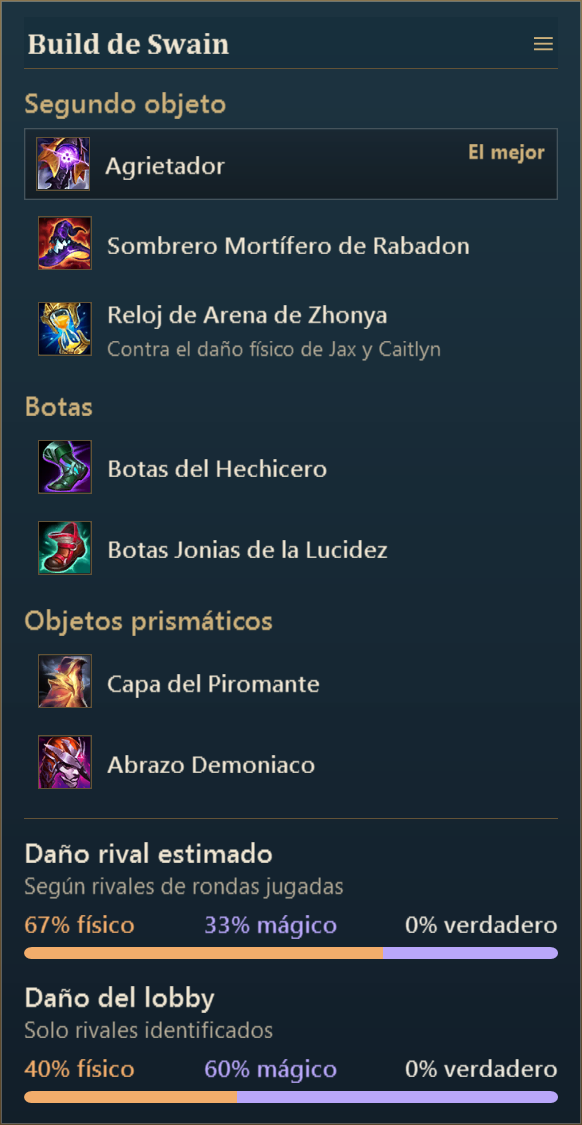 Build de Swain
Segundo objeto
Agrietador
El mejor
Sombrero Mortífero de Rabadon
Reloj de Arena de Zhonya
Contra el daño físico de Jax y Caitlyn
Botas
Botas del Hechicero
Botas Jonias de la Lucidez
Objetos prismáticos
Capa del Piromante
Abrazo Demoniaco
Daño rival estimado
Según rivales de rondas jugadas
67% físico 33% mágico 0% verdadero
Daño del lobby
Solo rivales identificados
40% físico 60% mágico 0% verdadero